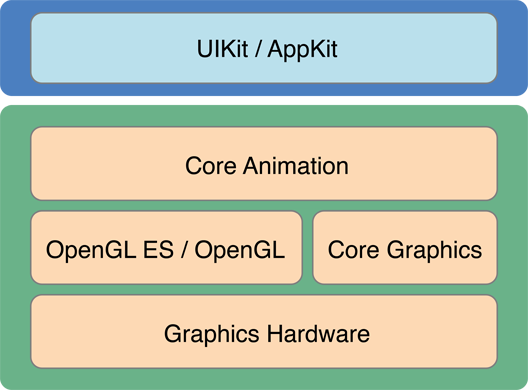 UIKit / AppKit
Core Animation
OpenGL ES / OpenGL
Core Graphics
Graphics Hardware